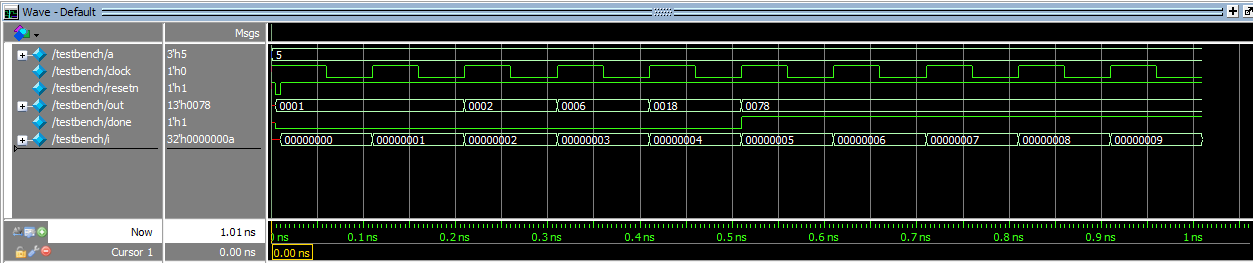 Wave - Default
Msgs
/testbench/a 3'h5 5
/testbench/clock 1'h0
/testbench/resetn 1'h1
/testbench/out 13'h0078 0001 0002 0006 0018 0078
/testbench/done 1'h1
/testbench/i 32'h0000000a 00000000 00000001 00000002 00000003 00000004 00000005 00000006 00000007 00000008 00000009
Now 1.01 ns ns 0.1 ns 0.2 ns 0.3 ns 0.4 ns 0.5 ns 0.6 ns 0.7 ns 0.8 ns 0.9 ns 1 ns
Cursor 1 0.00 ns 0.00 ns